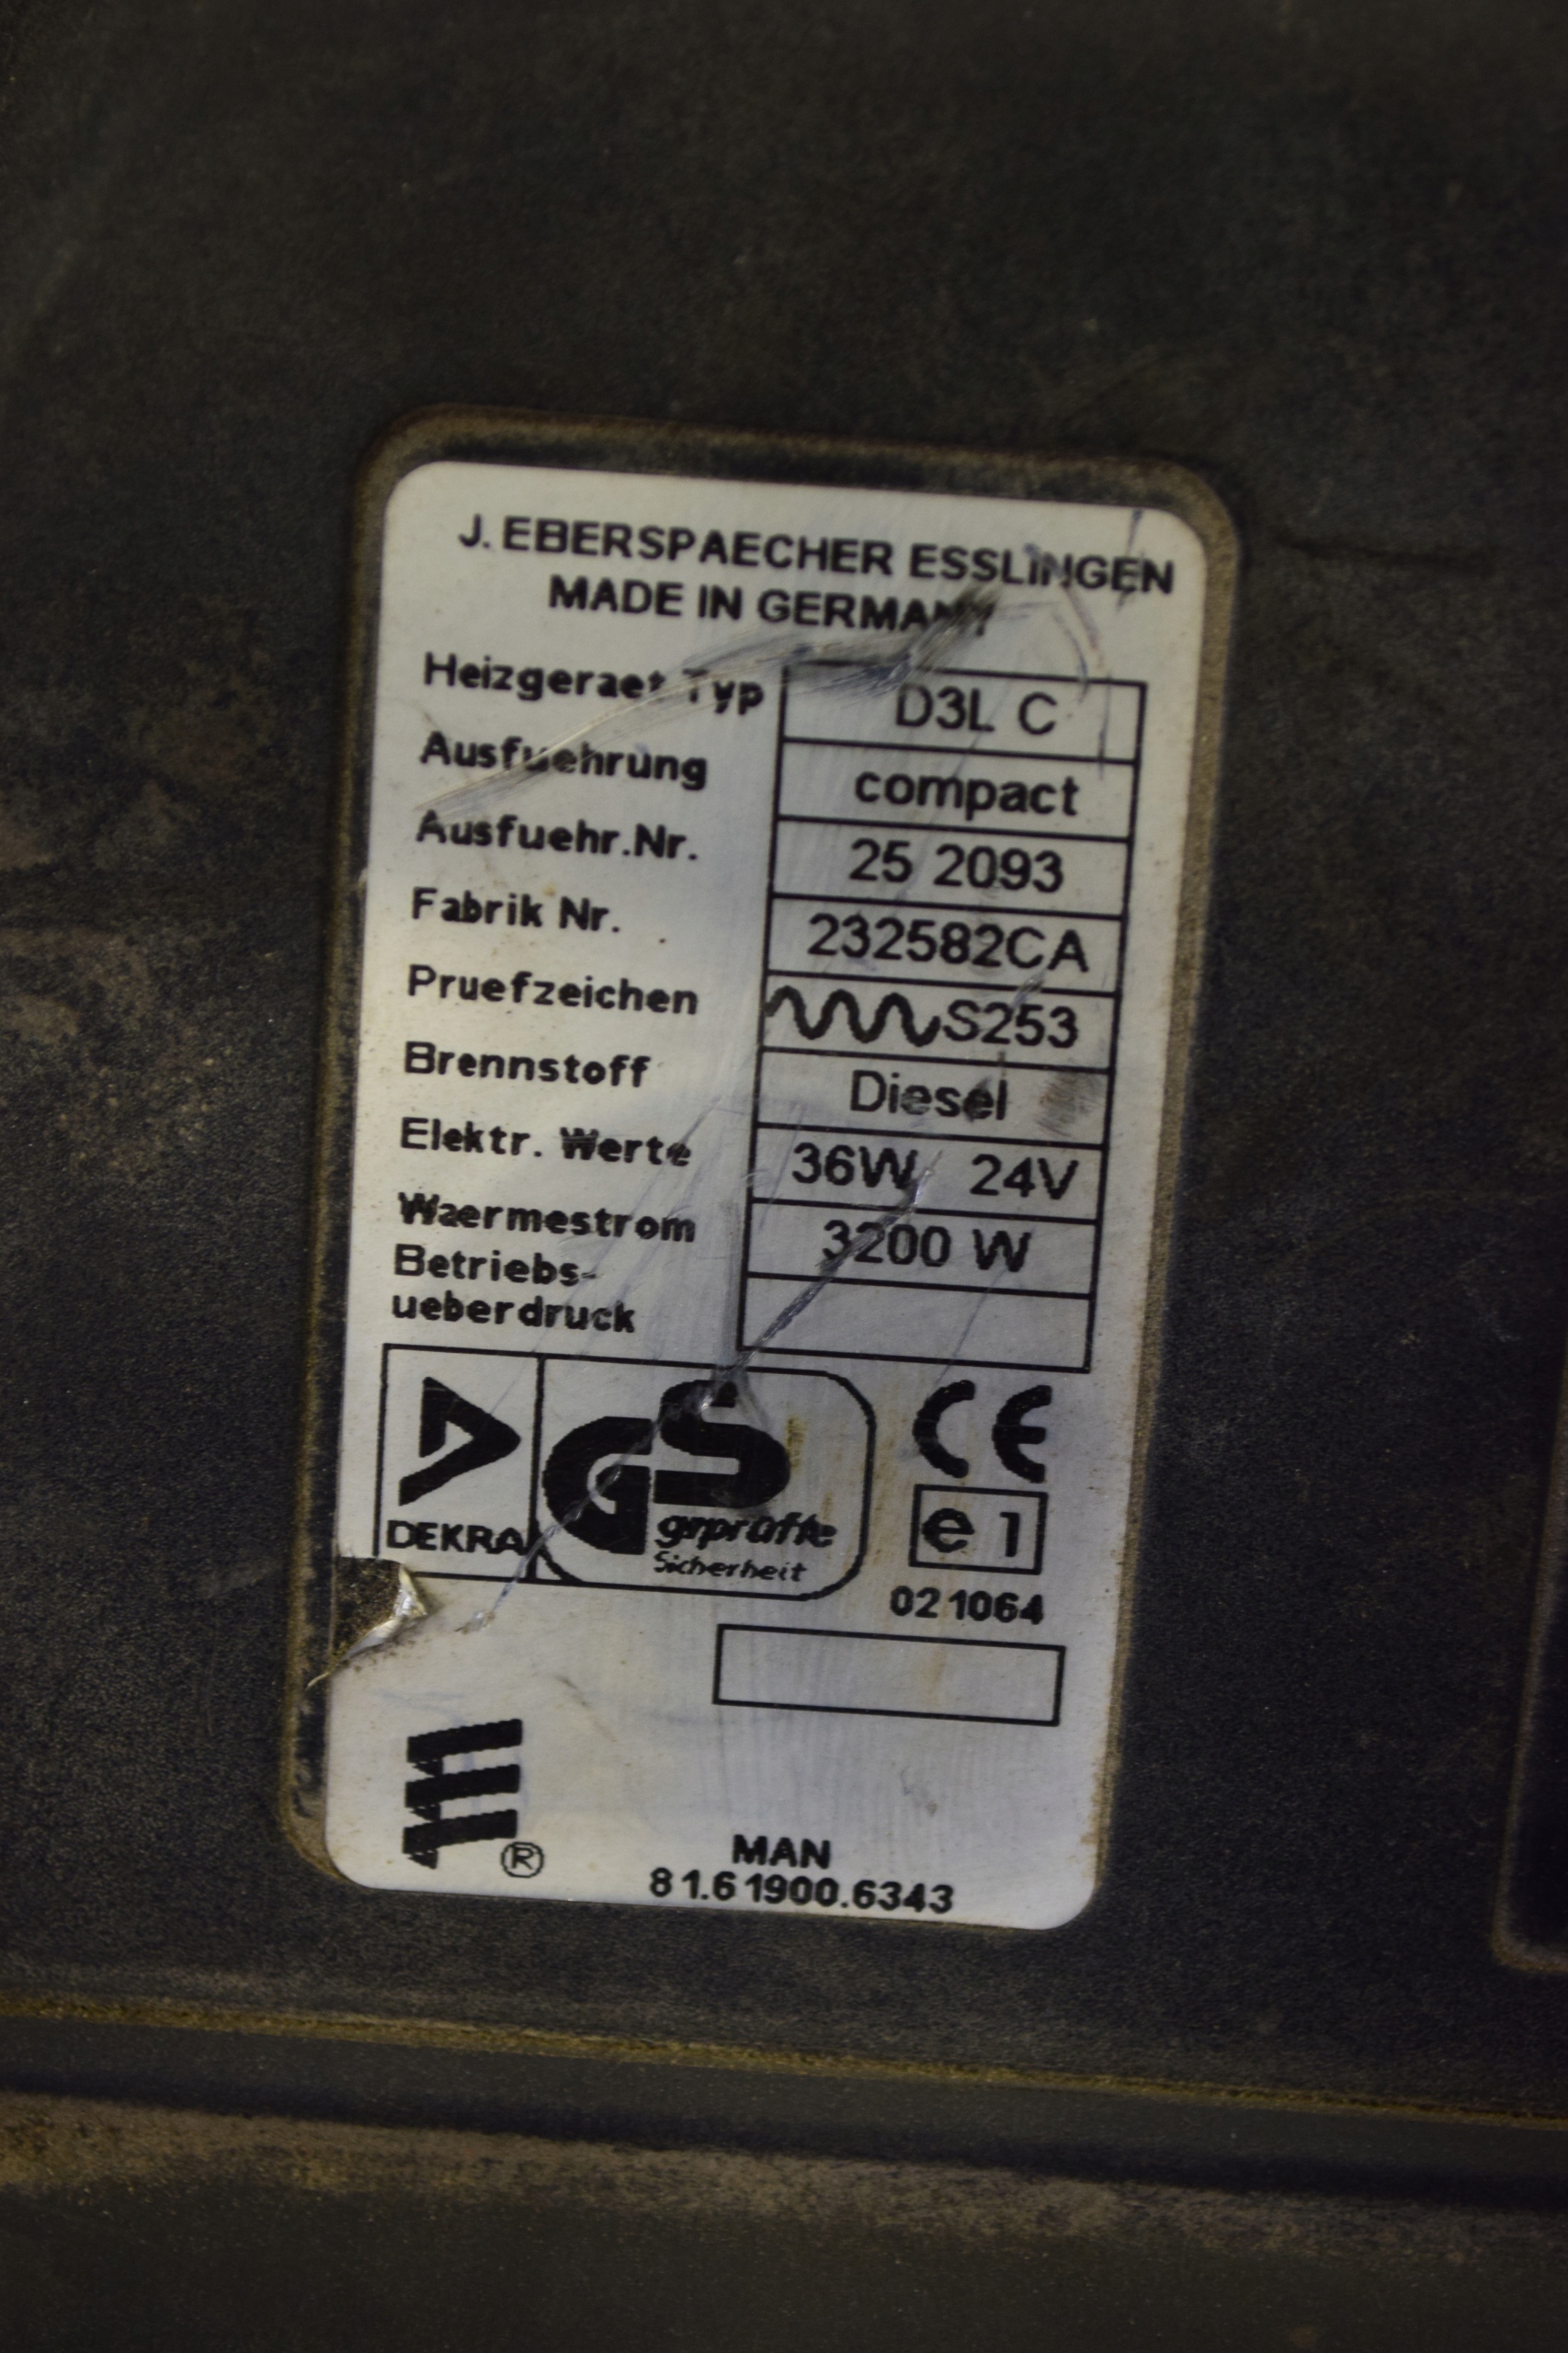 J. EBERSPAECHER ESSLINGEN
MADE IN GERMANY
Heizgeraet Typ D3L C
Ausfuehrung compact
Ausfuehr.Nr. 25 2093
Fabrik Nr. 232582CA
Pruefzeichen S253
Brennstoff Diesel
Elektr. Werte 36W 24V
Waermestrom 3200 W
Betriebs-
ueberdruck
DEKRA
GS
geprüfte
Sicherheit
CE
e1
021064
®
MAN
81.61900.6343